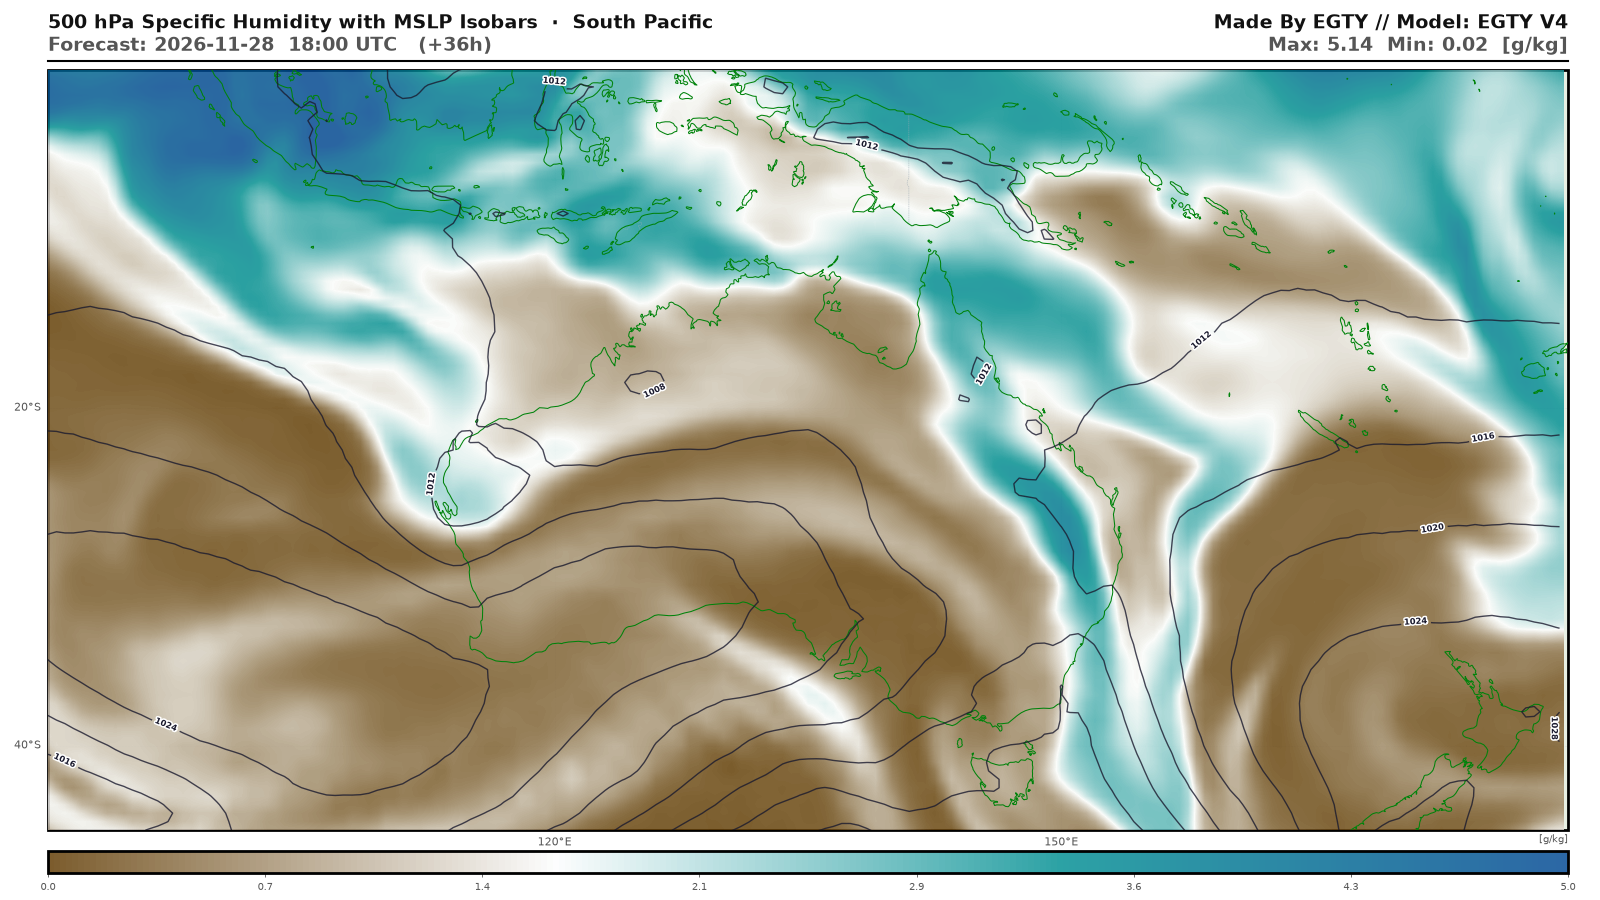 500 hPa Specific Humidity with MSLP Isobars · South Pacific
Made By EGTY // Model: EGTY V4
Forecast: 2026-11-28 18:00 UTC (+36h)
Max: 5.14 Min: 0.02 [g/kg]
1012
1012
1012
1012
1008
1016
1012
1020
1024
1024
1028
1016
20°S
40°S
120°E
150°E
[g/kg]
0.0
0.7
1.4
2.1
2.9
3.6
4.3
5.0